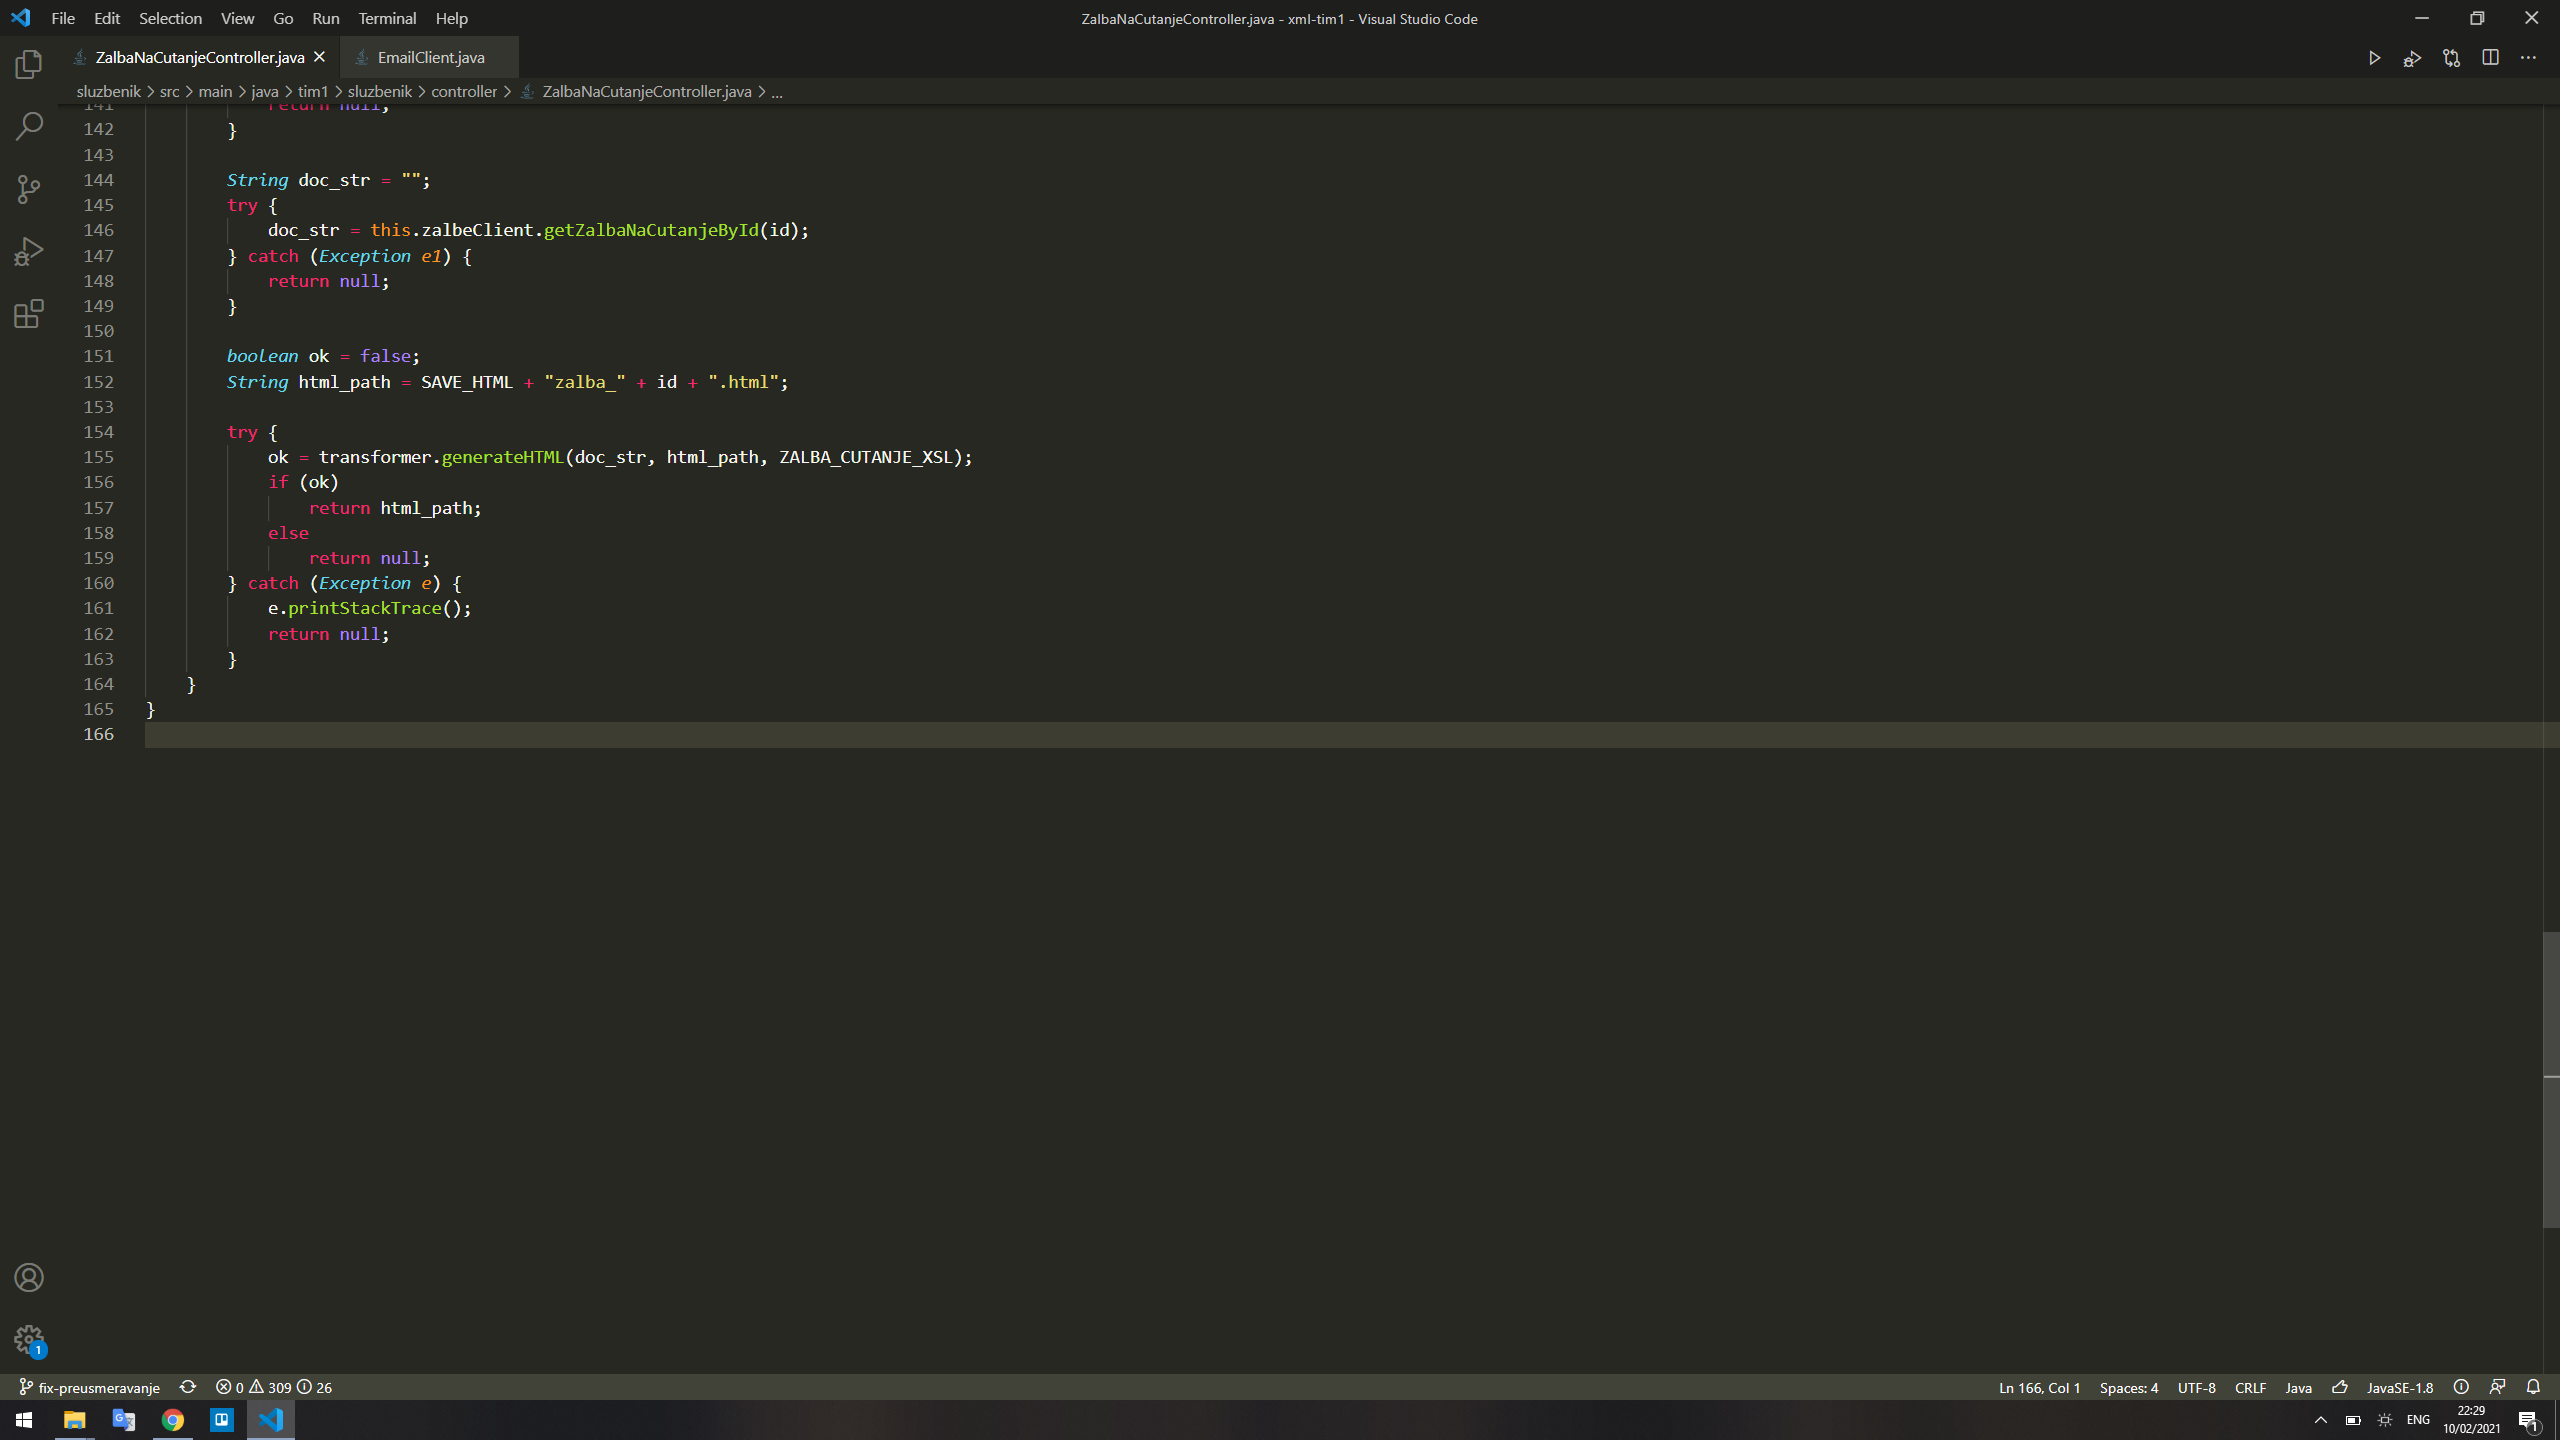 File Edit Selection View Go Run Terminal Help
ZalbaNaCutanjeController.java - xml-tim1 - Visual Studio Code
ZalbaNaCutanjeController.java EmailClient.java
sluzbenik > src > main > java > tim1 > sluzbenik > controller > ZalbaNaCutanjeController.java > ...
141 return null;
142 }
143
144 String doc_str = "";
145 try {
146 doc_str = this.zalbeClient.getZalbaNaCutanjeById(id);
147 } catch (Exception e1) {
148 return null;
149 }
150
151 boolean ok = false;
152 String html_path = SAVE_HTML + "zalba_" + id + ".html";
153
154 try {
155 ok = transformer.generateHTML(doc_str, html_path, ZALBA_CUTANJE_XSL);
156 if (ok)
157 return html_path;
158 else
159 return null;
160 } catch (Exception e) {
161 e.printStackTrace();
162 return null;
163 }
164 }
165 }
166
1
fix-preusmeravanje 0 309 26 Ln 166, Col 1 Spaces: 4 UTF-8 CRLF Java JavaSE-1.8
ENG 22:29
10/02/2021 1